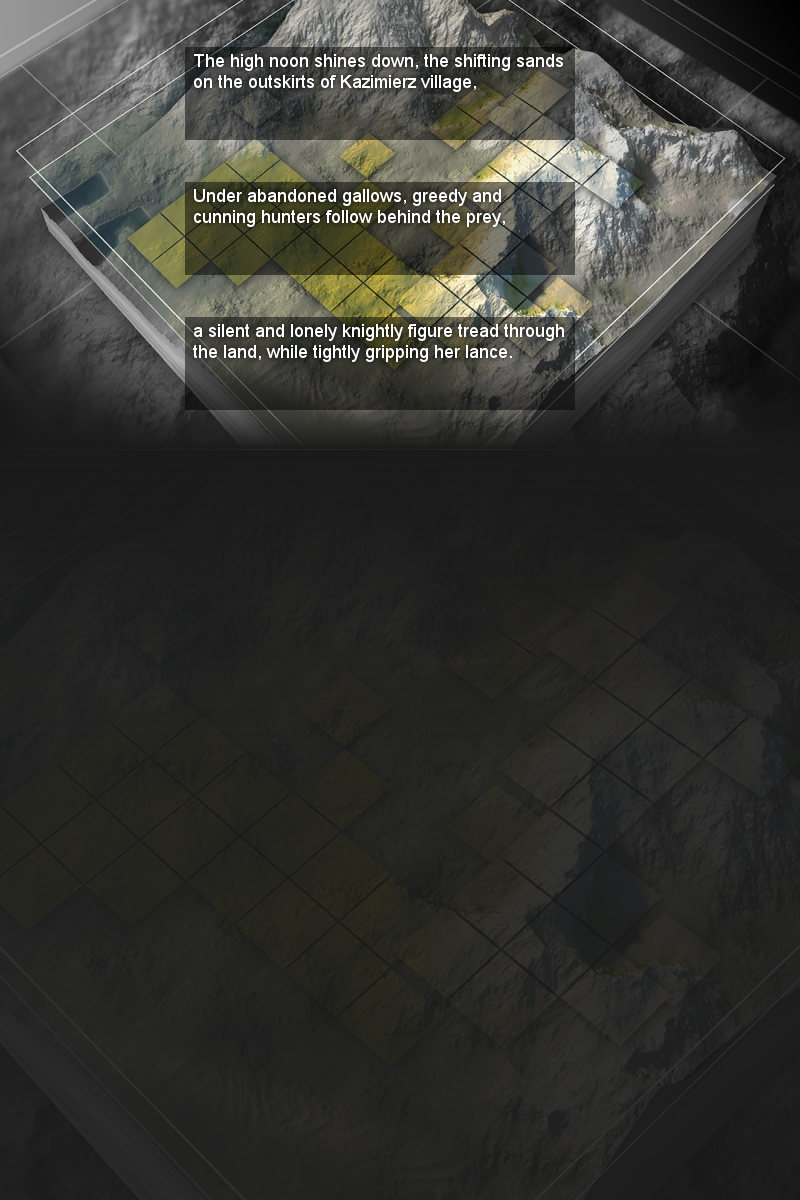 The high noon shines down, the shifting sands
on the outskirts of Kazimierz village,
Under abandoned gallows, greedy and
cunning hunters follow behind the prey,
a silent and lonely knightly figure tread through
the land, while tightly gripping her lance.